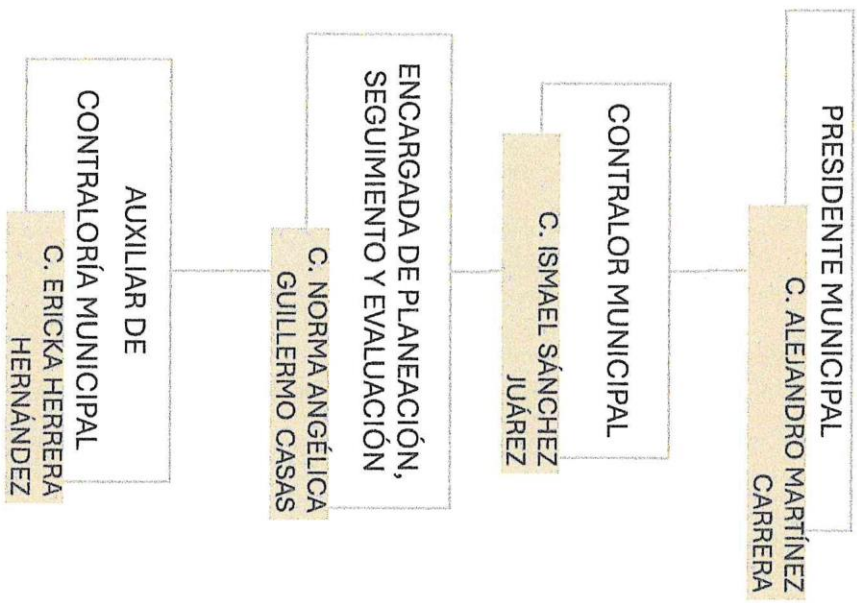 PRESIDENTE MUNICIPAL
C. ALEJANDRO MARTÍNEZ
CARRERA
CONTRALOR MUNICIPAL
C. ISMAEL SÁNCHEZ
JUÁREZ
ENCARGADA DE PLANEACIÓN,
SEGUIMIENTO Y EVALUACIÓN
C. NORMA ANGÉLICA
GUILLERMO CASAS
AUXILIAR DE
CONTRALORÍA MUNICIPAL
C. ERICKA HERRERA
HERNÁNDEZ